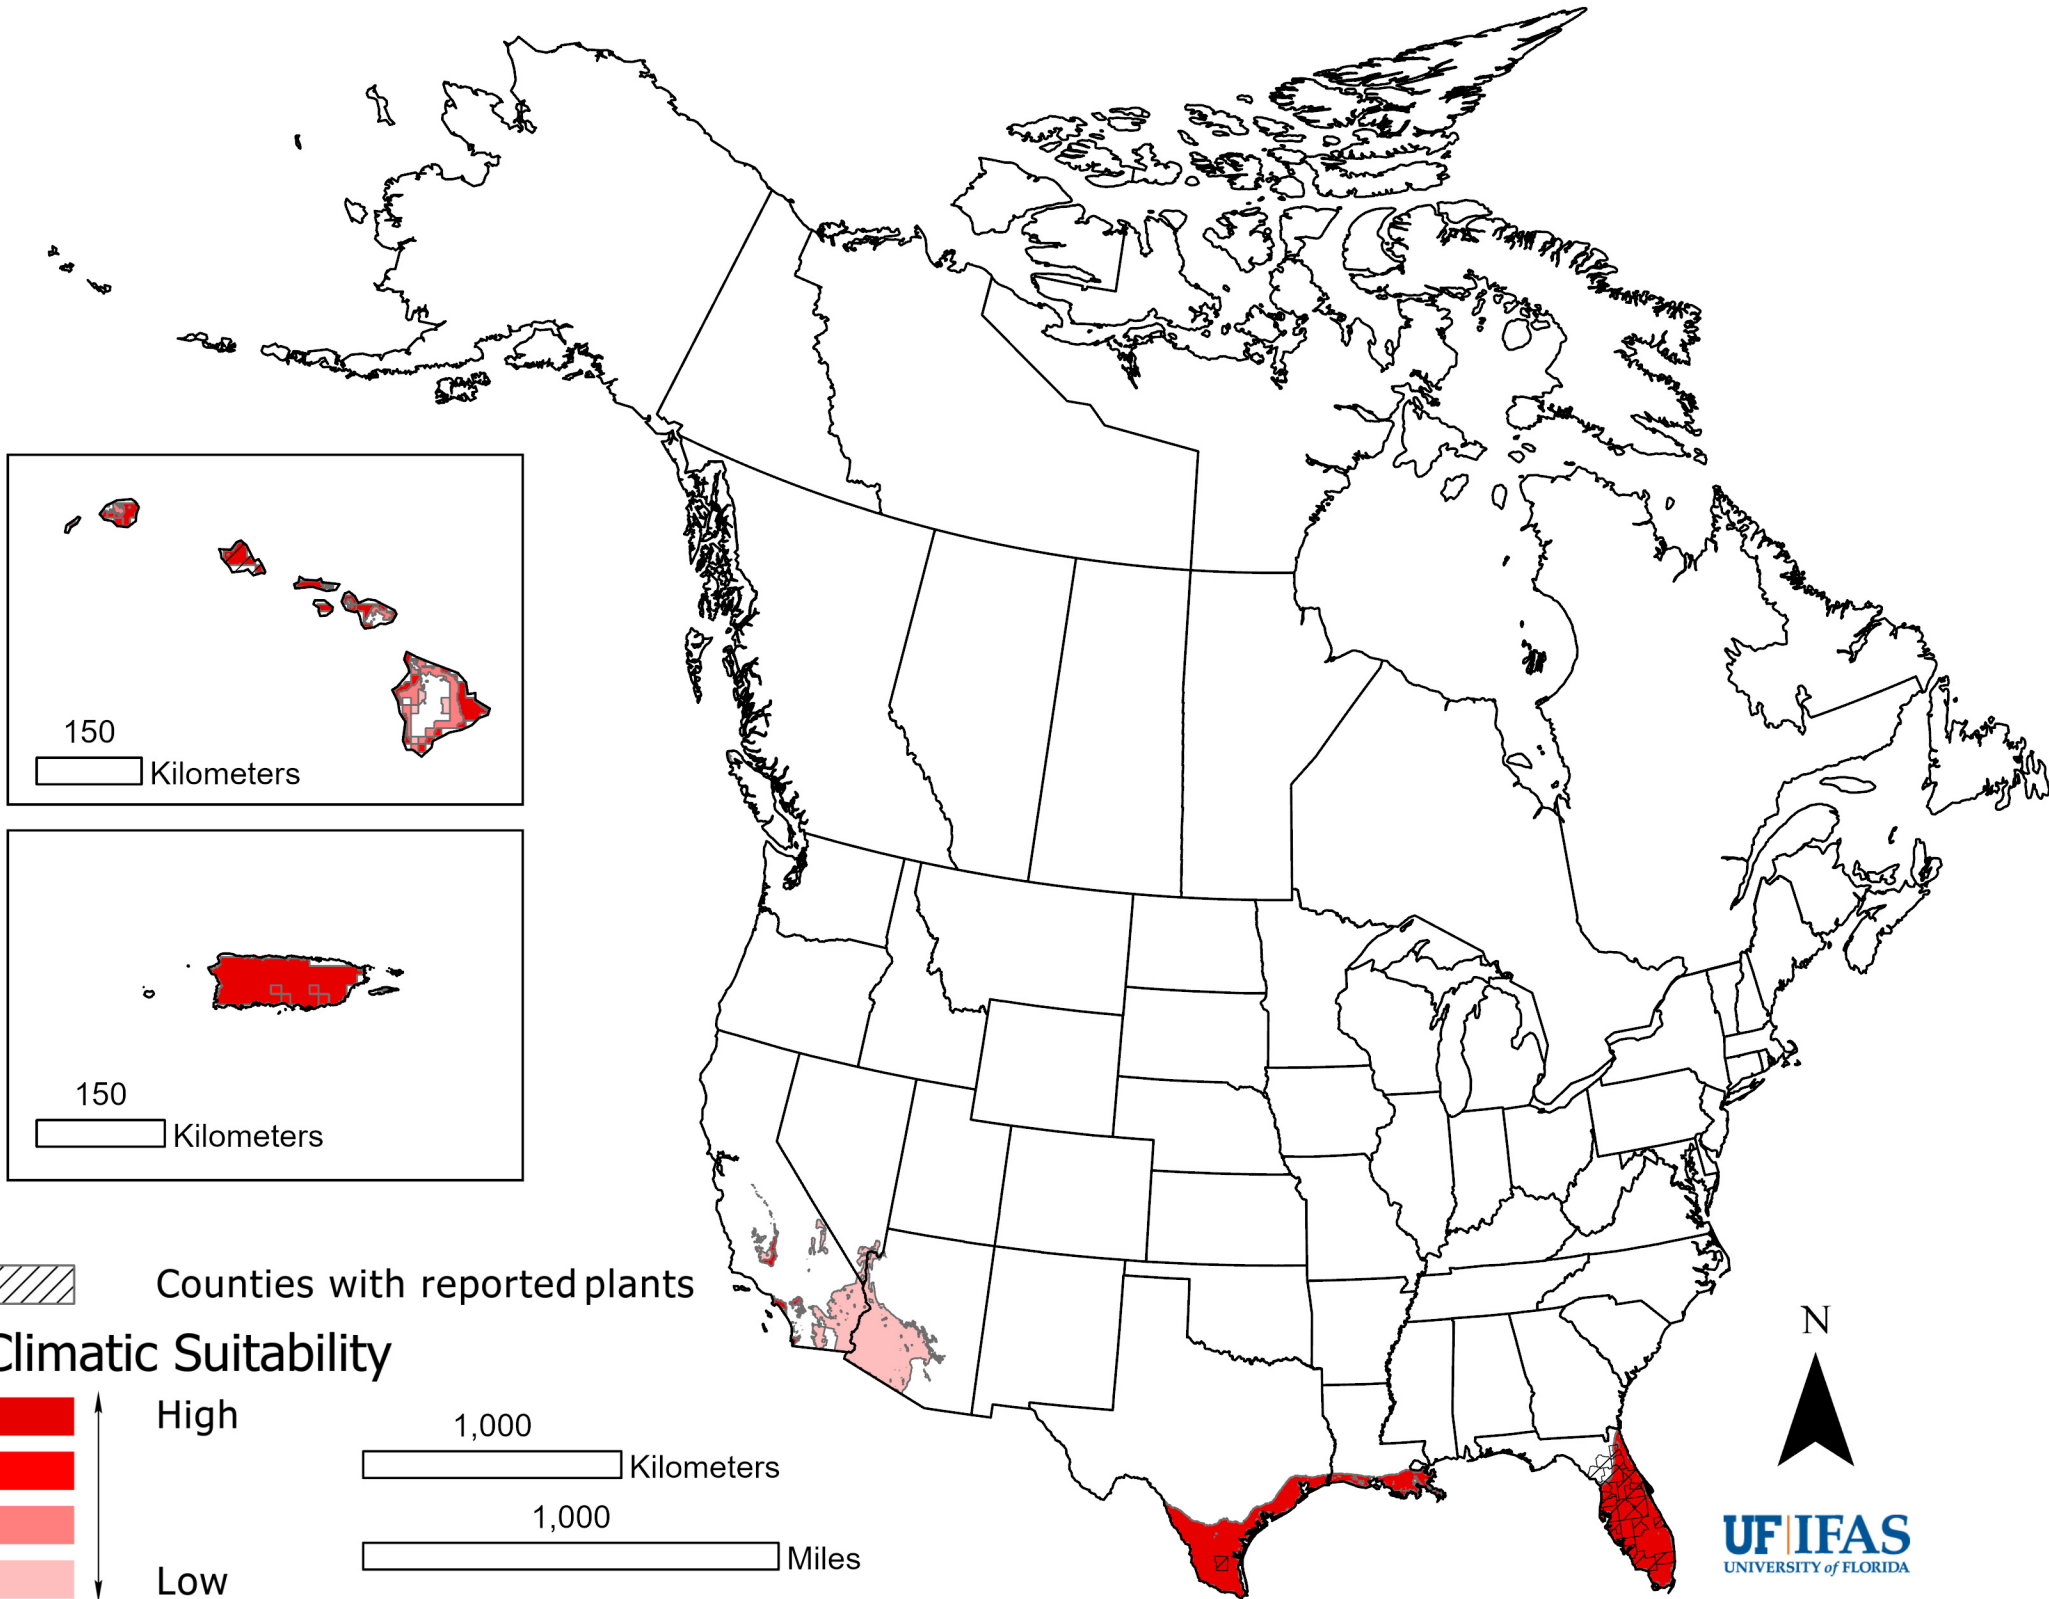 150
Kilometers
150
Kilometers
Counties with reported plants
Climatic Suitability
High
Low
1,000
Kilometers
1,000
Miles
N
UF|IFAS
UNIVERSITY of FLORIDA